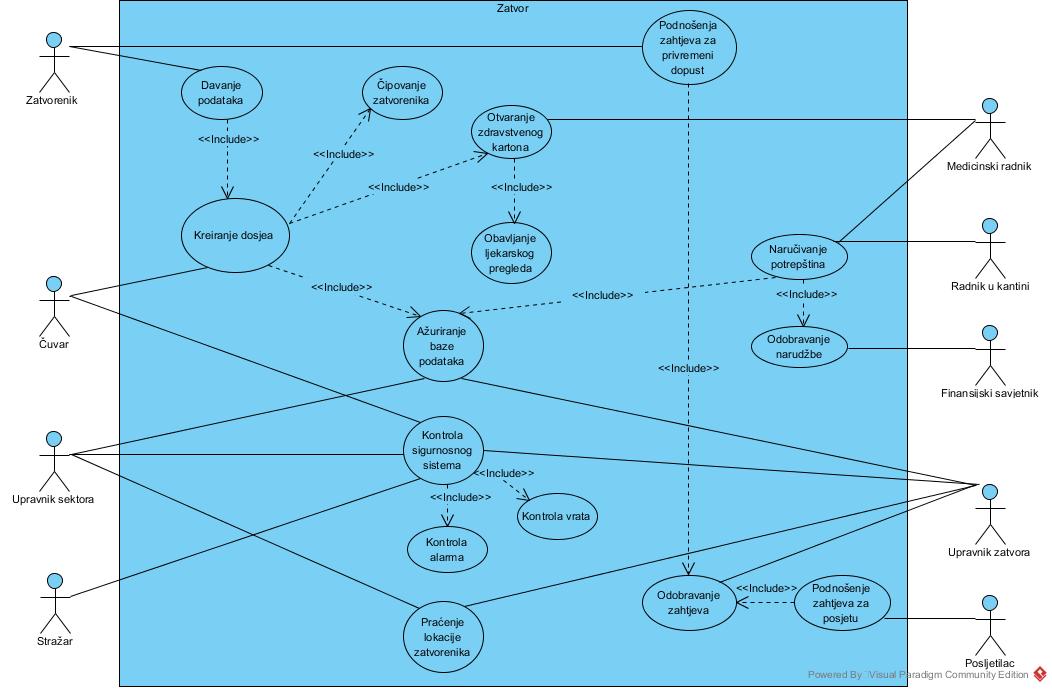 Zatvor
Podnošenja
zahtjeva za
privremeni
dopust
Zatvorenik
Davanje
podataka
Čipovanje
zatvorenika
Otvaranje
zdravstvenog
kartona
<<Include>>
<<Include>>
<<Include>>
<<Include>>
Medicinski radnik
Kreiranje dosjea
Obavljanje
ljekarskog
pregleda
Naručivanje
potrepština
Radnik u kantini
<<Include>>
<<Include>>
<<Include>>
Čuvar
Ažuriranje
baze
podataka
Odobravanje
narudžbe
<<Include>>
Finansijski savjetnik
Kontrola
sigurnosnog
sistema
<<Include>>
<<Include>>
Upravnik sektora
Kontrola vrata
Kontrola
alarma
Upravnik zatvora
Odobravanje
zahtjeva
<<Include>>
Podnošenje
zahtjeva za
posjetu
Stražar
Praćenje
lokacije
zatvorenika
Posljetilac
Powered By Visual Paradigm Community Edition